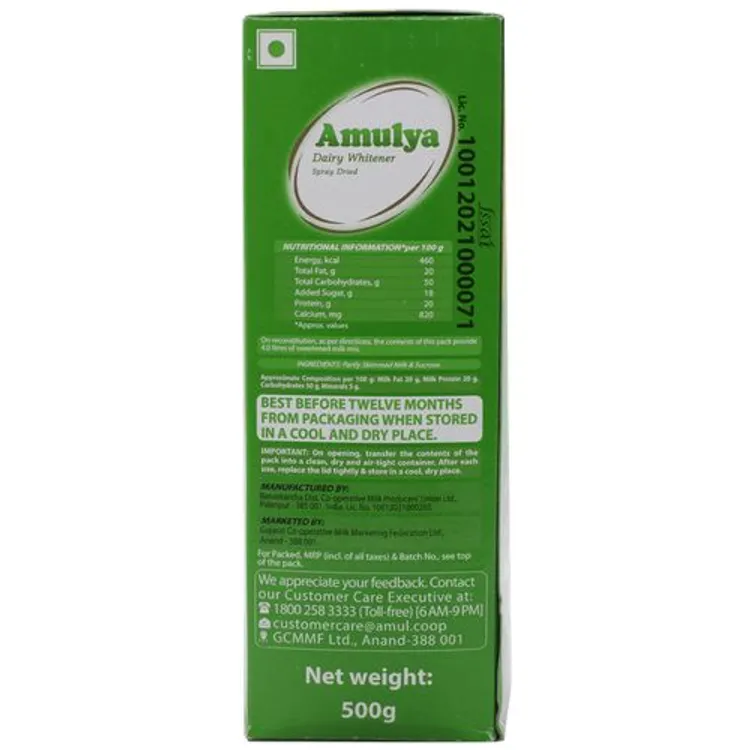 Amulya
Dairy Whitener
Spray Dried
Lic. No. 10012021000071
fssai
NUTRITIONAL INFORMATION*per 100 g
Energy, kcal 460
Total Fat, g 20
Total Carbohydrates, g 50
Added Sugar, g 18
Protein, g 20
Calcium, mg 820
*Approx. values
On reconstitution, as per directions, the contents of this pack provide
4.0 litres of sweetened milk mix.
INGREDIENTS: Partly Skimmed Milk & Sucrose
Approximate Composition per 100 g: Milk Fat 20 g, Milk Protein 20 g,
Carbohydrates 50 g, Minerals 5 g.
BEST BEFORE TWELVE MONTHS
FROM PACKAGING WHEN STORED
IN A COOL AND DRY PLACE.
IMPORTANT: On opening, transfer the contents of the
pack into a clean, dry and air-tight container. After each
use, replace the lid tightly & store in a cool, dry place.
MANUFACTURED BY:
Banaskantha Dist. Co-operative Milk Producers' Union Ltd.,
Palanpur - 385 001. India. Lic. No.
MARKETED BY:
Gujarat Co-operative Milk Marketing Federation Ltd.,
Anand - 388 001.
For Packed, MRP (incl. of all taxes) & Batch No., see top
of the pack.
We appreciate your feedback. Contact
our Customer Care Executive at:
1800 258 3333 (Toll-free) [6 AM-9 PM]
customercare@amul.coop
GCMMF Ltd., Anand-388 001
Net weight:
500g